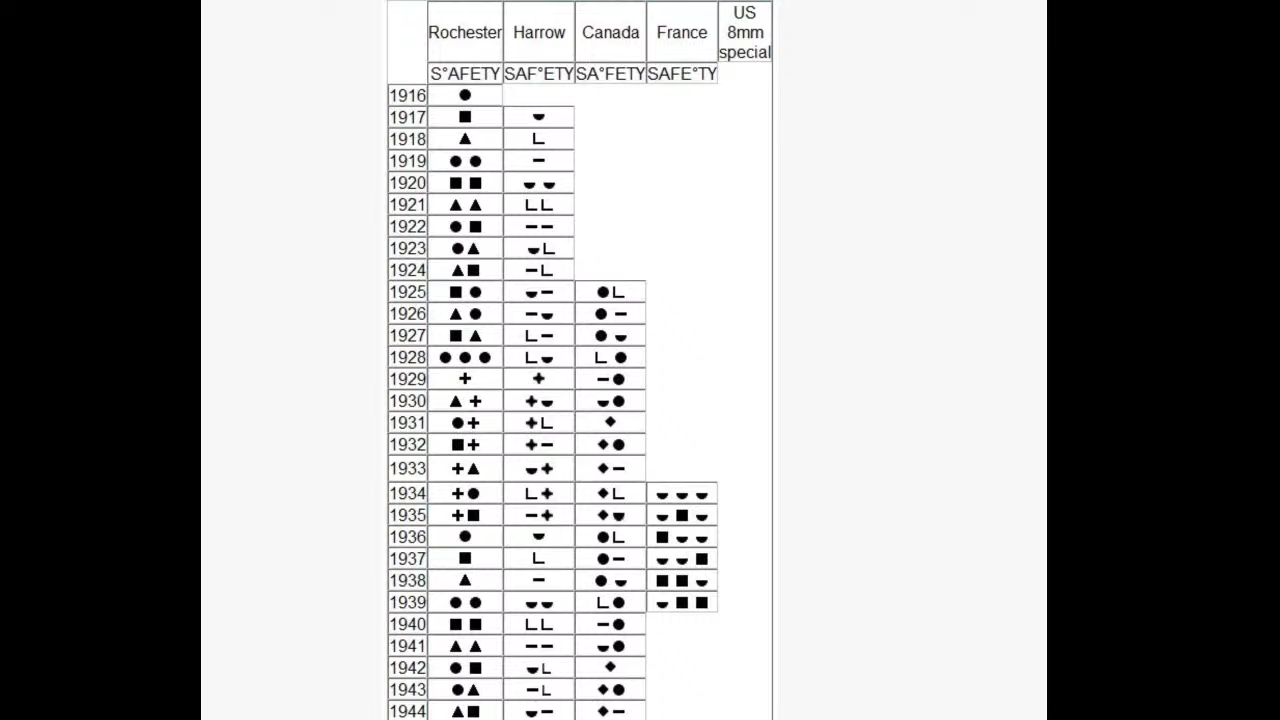 Rochester Harrow Canada France US 8mm special
S°AFETY SAF°ETY SA°FETY SAFE°TY
1916 ●
1917 ■ ◒
1918 ▲ L
1919 ● ● –
1920 ■ ■ ◒ ◒
1921 ▲ ▲ L L
1922 ● ■ – –
1923 ● ▲ ◒ L
1924 ▲ ■ – L
1925 ■ ● ◒ – ● L
1926 ▲ ● – ◒ ● –
1927 ■ ▲ L – ● ◒
1928 ● ● ● L ◒ L ●
1929 + + – ●
1930 ▲ + + ◒ ◒ ●
1931 ● + + L ◆
1932 ■ + + – ◆ ●
1933 + ▲ ◒ + ◆ –
1934 + ● L + ◆ L ◒ ◒ ◒
1935 + ■ – + ◆ ◒ ◒ ■ ◒
1936 ● ◒ ● L ■ ◒ ◒
1937 ■ L ● – ◒ ◒ ■
1938 ▲ – ● ◒ ■ ■ ◒
1939 ● ● ◒ ◒ L ● ◒ ■ ■
1940 ■ ■ L L – ●
1941 ▲ ▲ – – ◒ ●
1942 ● ■ ◒ L ◆
1943 ● ▲ – L ◆ ●
1944 ▲ ■ ◒ – ◆ –